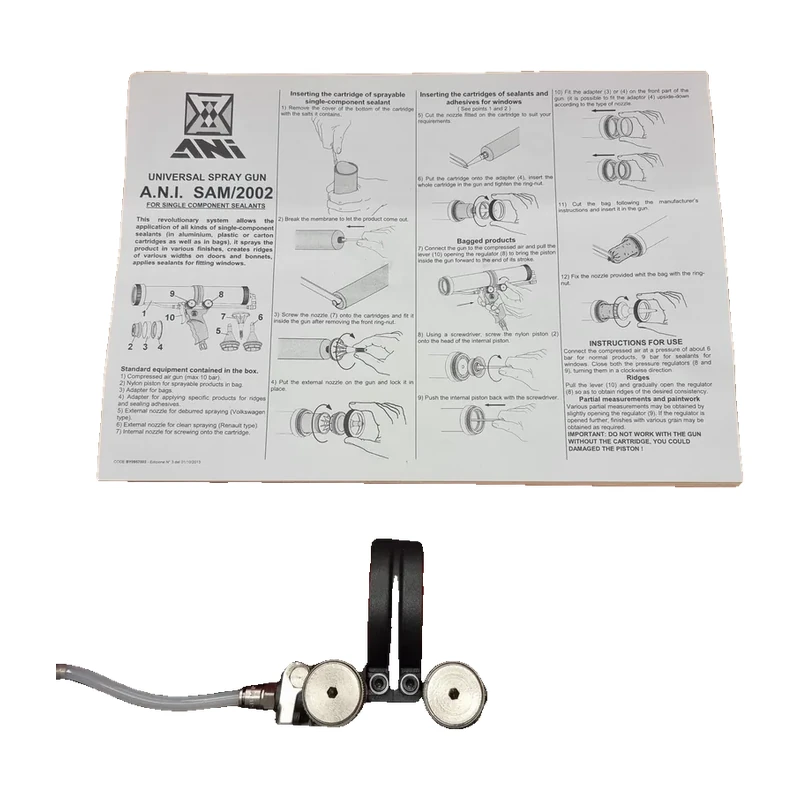 ANi
UNIVERSAL SPRAY GUN
A.N.I. SAM/2002
FOR SINGLE COMPONENT SEALANTS
This revolutionary system allows the
application of all kinds of single-component
sealants (in aluminium, plastic or carton
cartridges as well as in bags), it sprays the
product in various finishes, creates ridges
of various widths on doors and bonnets,
applies sealants for fitting windows.
9 8
1 10 7 6
5
2 3 4
Standard equipment contained in the box.
1) Compressed air gun (max 10 bar).
2) Nylon piston for sprayable products in bag.
3) Adapter for bags.
4) Adapter for applying specific products for ridges
and sealing adhesives.
5) External nozzle for deburred spraying (Volkswagen
type).
6) External nozzle for clean spraying (Renault type)
7) Internal nozzle for screwing onto the cartridge.
Inserting the cartridge of sprayable
single-component sealant
1) Remove the cover of the bottom of the cartridge
with the salts it contains.
2) Break the membrane to let the product come out.
3) Screw the nozzle (7) onto the cartridges and fit it
inside the gun after removing the front ring-nut.
4) Put the external nozzle on the gun and lock it in
place.
Inserting the cartridges of sealants and
adhesives for windows
( See points 1 and 2 )
5) Cut the nozzle fitted on the cartridge to suit your
requirements.
6) Put the cartridge onto the adapter (4), insert the
whole cartridge in the gun and tighten the ring-nut.
Bagged products
7) Connect the gun to the compressed air and pull the
lever (10) opening the regulator (8) to bring the piston
inside the gun forward to the end of its stroke.
8) Using a screwdriver, screw the nylon piston (2)
onto the head of the internal piston.
9) Push the internal piston back with the screwdriver.
10) Fix the adapter (3) or (4) on the front part of the
gun (it is possible to fit the adapter (4) upside-down
according to the type of nozzle.
11) Cut the bag following the manufacturer's
instructions and insert it in the gun.
12) Fix the nozzle provided whit the bag with the ring-
nut.
INSTRUCTIONS FOR USE
Connect the compressed air at a pressure of about 6
bar for normal products, 9 bar for sealants for
windows. Close both the pressure regulators (8 and
9), turning them in a clockwise direction.
Ridges
Pull the lever (10) and gradually open the regulator
(8) so as to obtain ridges of the desired consistency.
Partial measurements and paintwork
Various partial measurements may be obtained by
slightly opening the regulator (9). If the regulator is
opened further, finishes with various grain may be
obtained as required.
IMPORTANT: DO NOT WORK WITH THE GUN
WITHOUT THE CARTRIDGE, YOU COULD
DAMAGED THE PISTON !